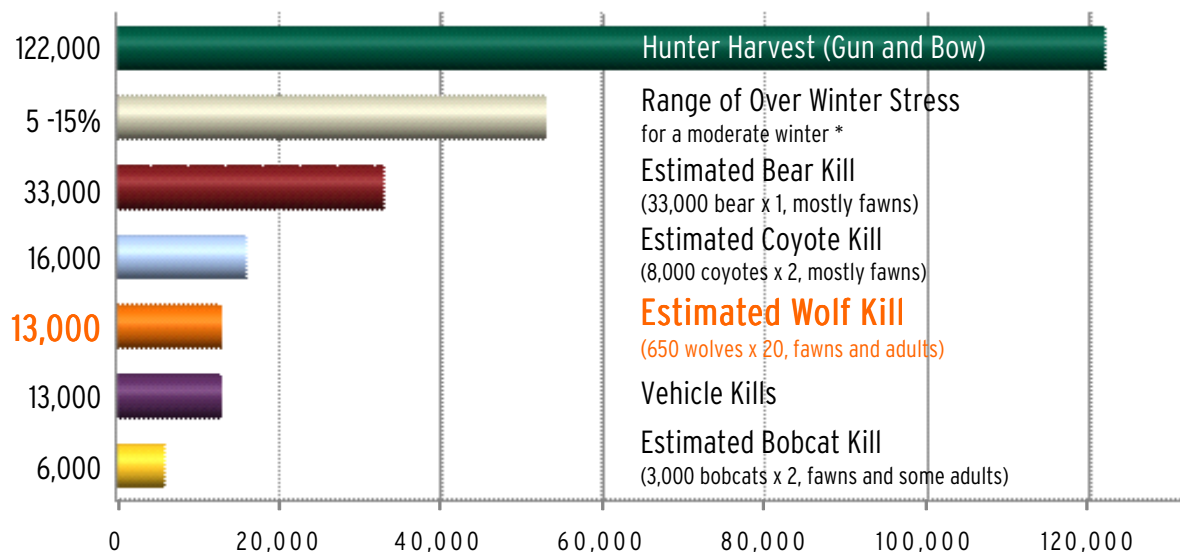 122,000 Hunter Harvest (Gun and Bow)
5 -15% Range of Over Winter Stress
for a moderate winter *
33,000 Estimated Bear Kill
(33,000 bear x 1, mostly fawns)
16,000 Estimated Coyote Kill
(8,000 coyotes x 2, mostly fawns)
13,000 Estimated Wolf Kill
(650 wolves x 20, fawns and adults)
13,000 Vehicle Kills
6,000 Estimated Bobcat Kill
(3,000 bobcats x 2, fawns and some adults)
0 20,000 40,000 60,000 80,000 100,000 120,000